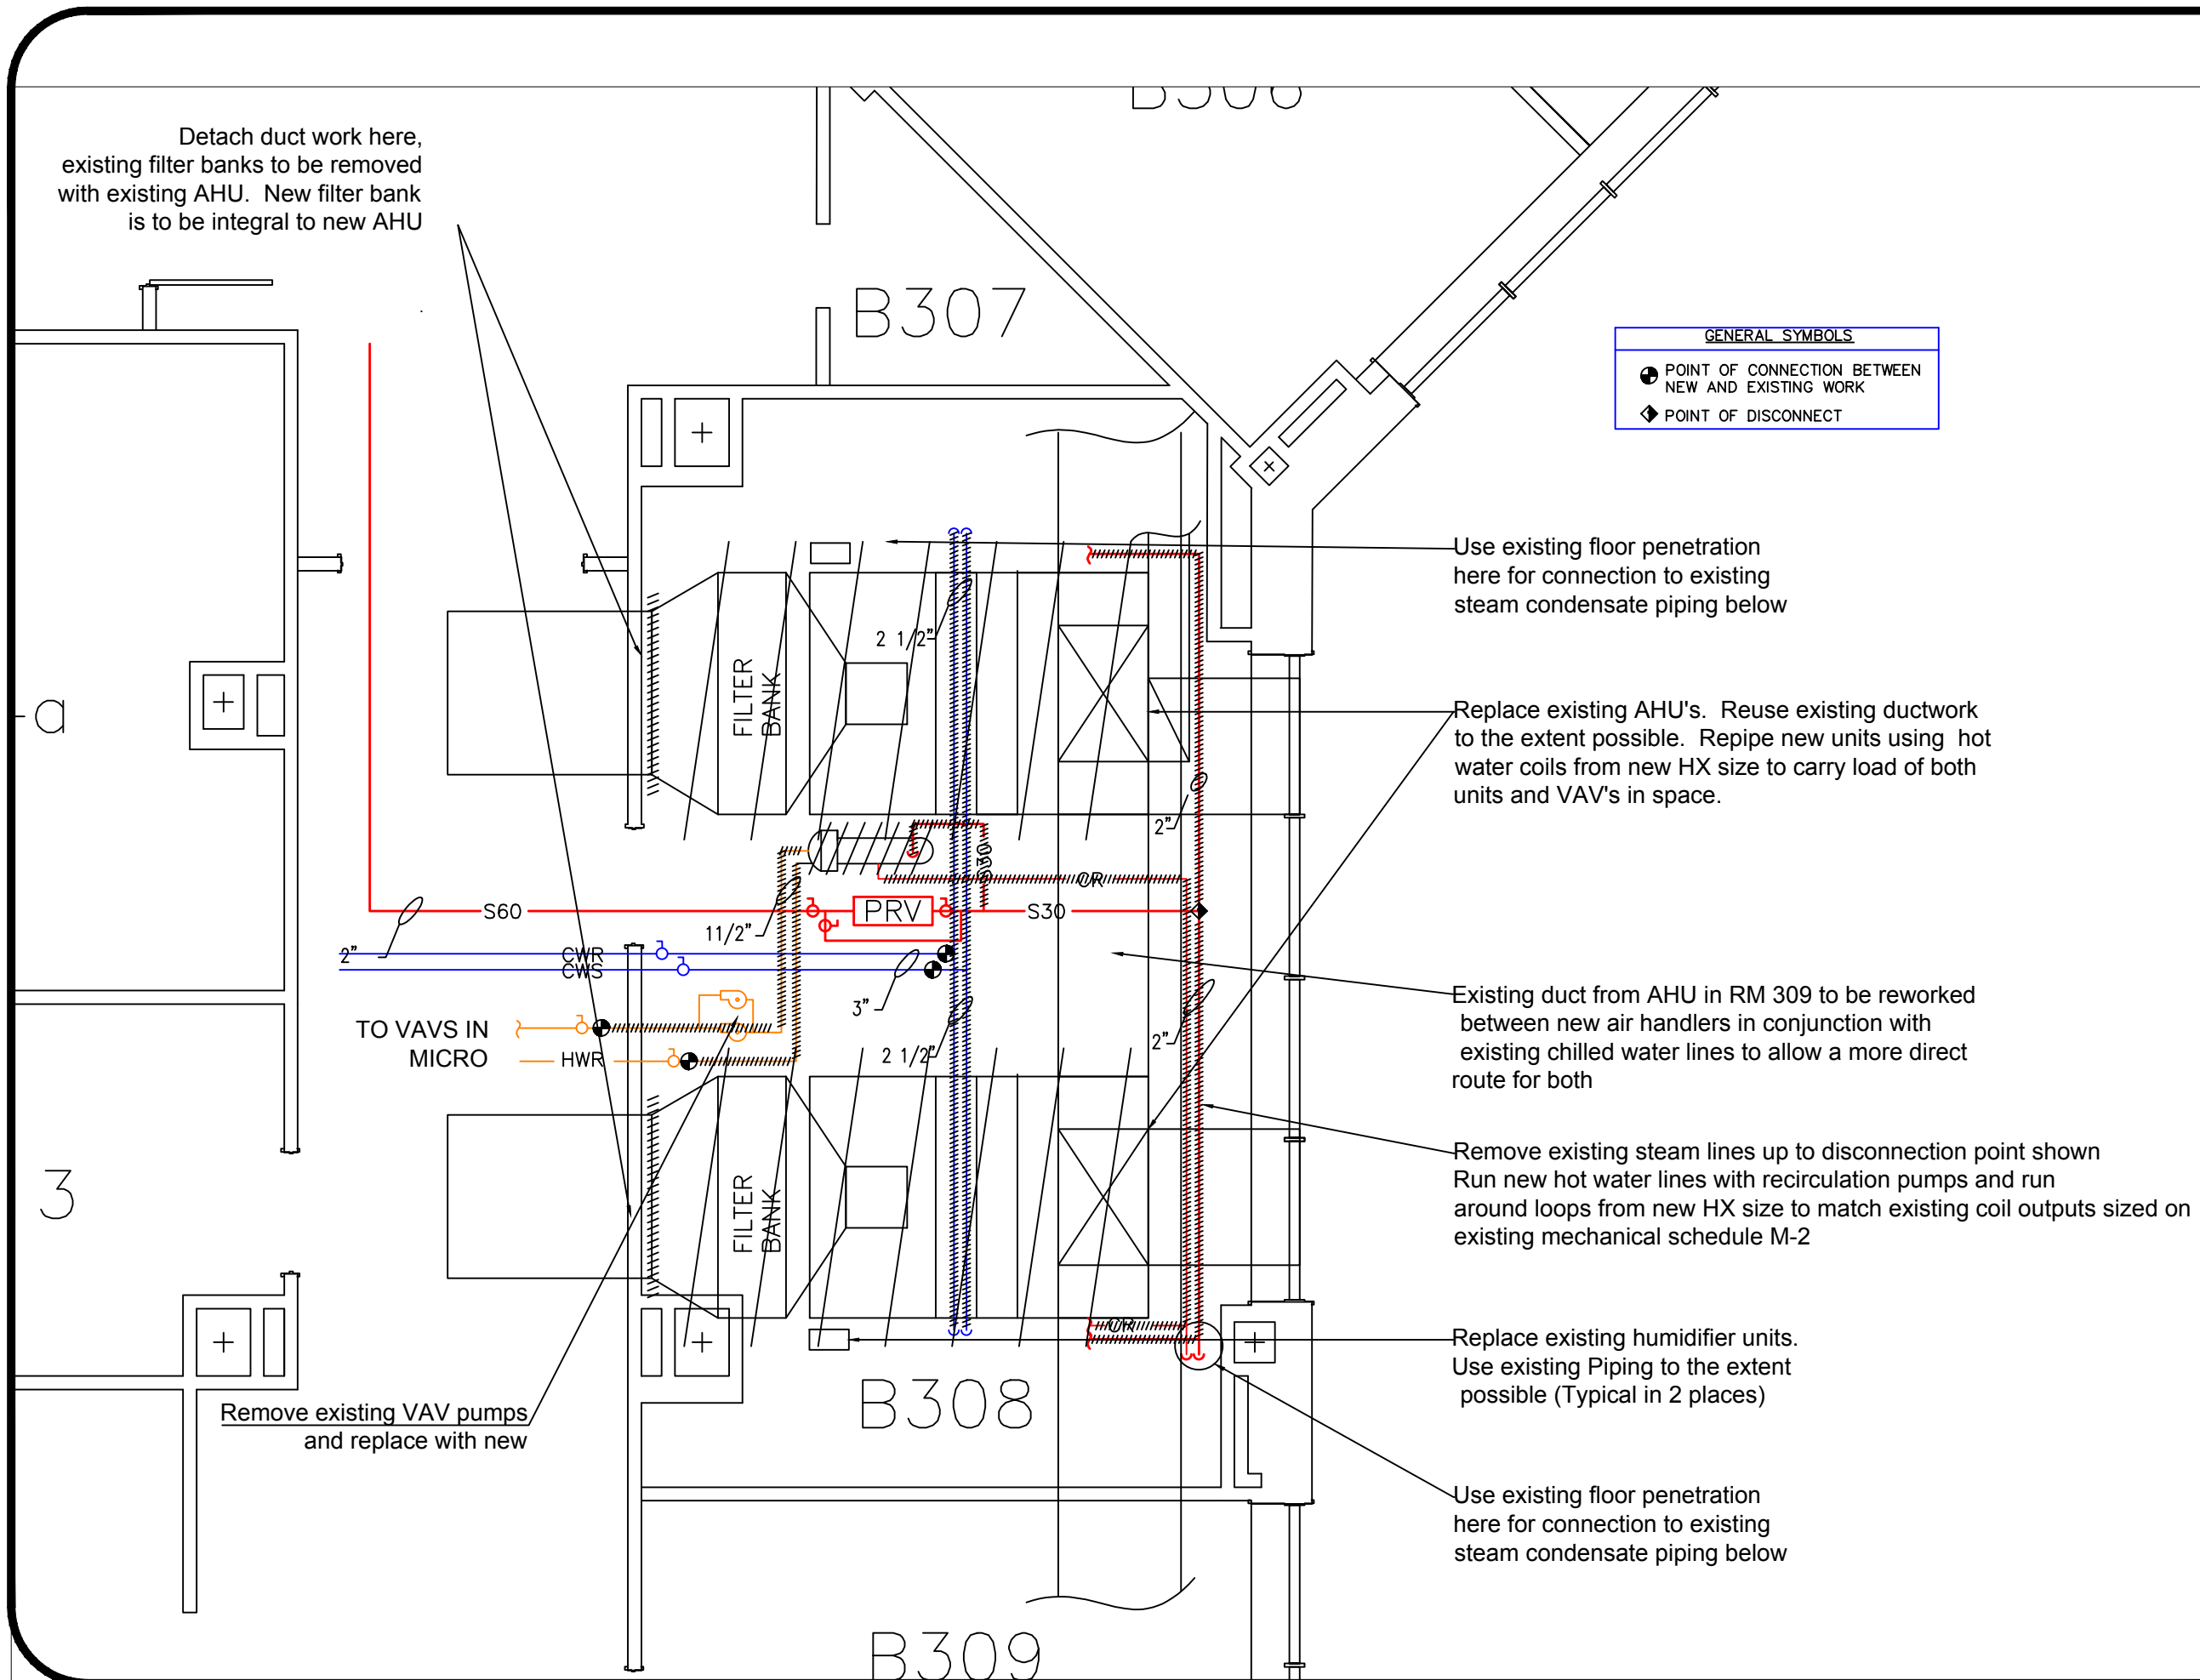 B306
Detach duct work here,
existing filter banks to be removed
with existing AHU.  New filter bank
is to be integral to new AHU
B307
GENERAL SYMBOLS
POINT OF CONNECTION BETWEEN
NEW AND EXISTING WORK
POINT OF DISCONNECT
Use existing floor penetration
here for connection to existing
steam condensate piping below
2 1/2"
FILTER
BANK
a
Replace existing AHU's.  Reuse existing ductwork
to the extent possible.  Repipe new units using  hot
water coils from new HX size to carry load of both
units and VAV's in space.
2"
S30
CR
S60
PRV
S30
11/2"
2"
CWR
CWS
3"
Existing duct from AHU in RM 309 to be reworked
between new air handlers in conjunction with
existing chilled water lines to allow a more direct
route for both
TO VAVS IN
MICRO
HWR
2 1/2"
2"
Remove existing steam lines up to disconnection point shown
Run new hot water lines with recirculation pumps and run
around loops from new HX size to match existing coil outputs sized on
existing mechanical schedule M-2
3
FILTER
BANK
CR
Replace existing humidifier units.
Use existing Piping to the extent
possible (Typical in 2 places)
B308
Remove existing VAV pumps
and replace with new
Use existing floor penetration
here for connection to existing
steam condensate piping below
B309